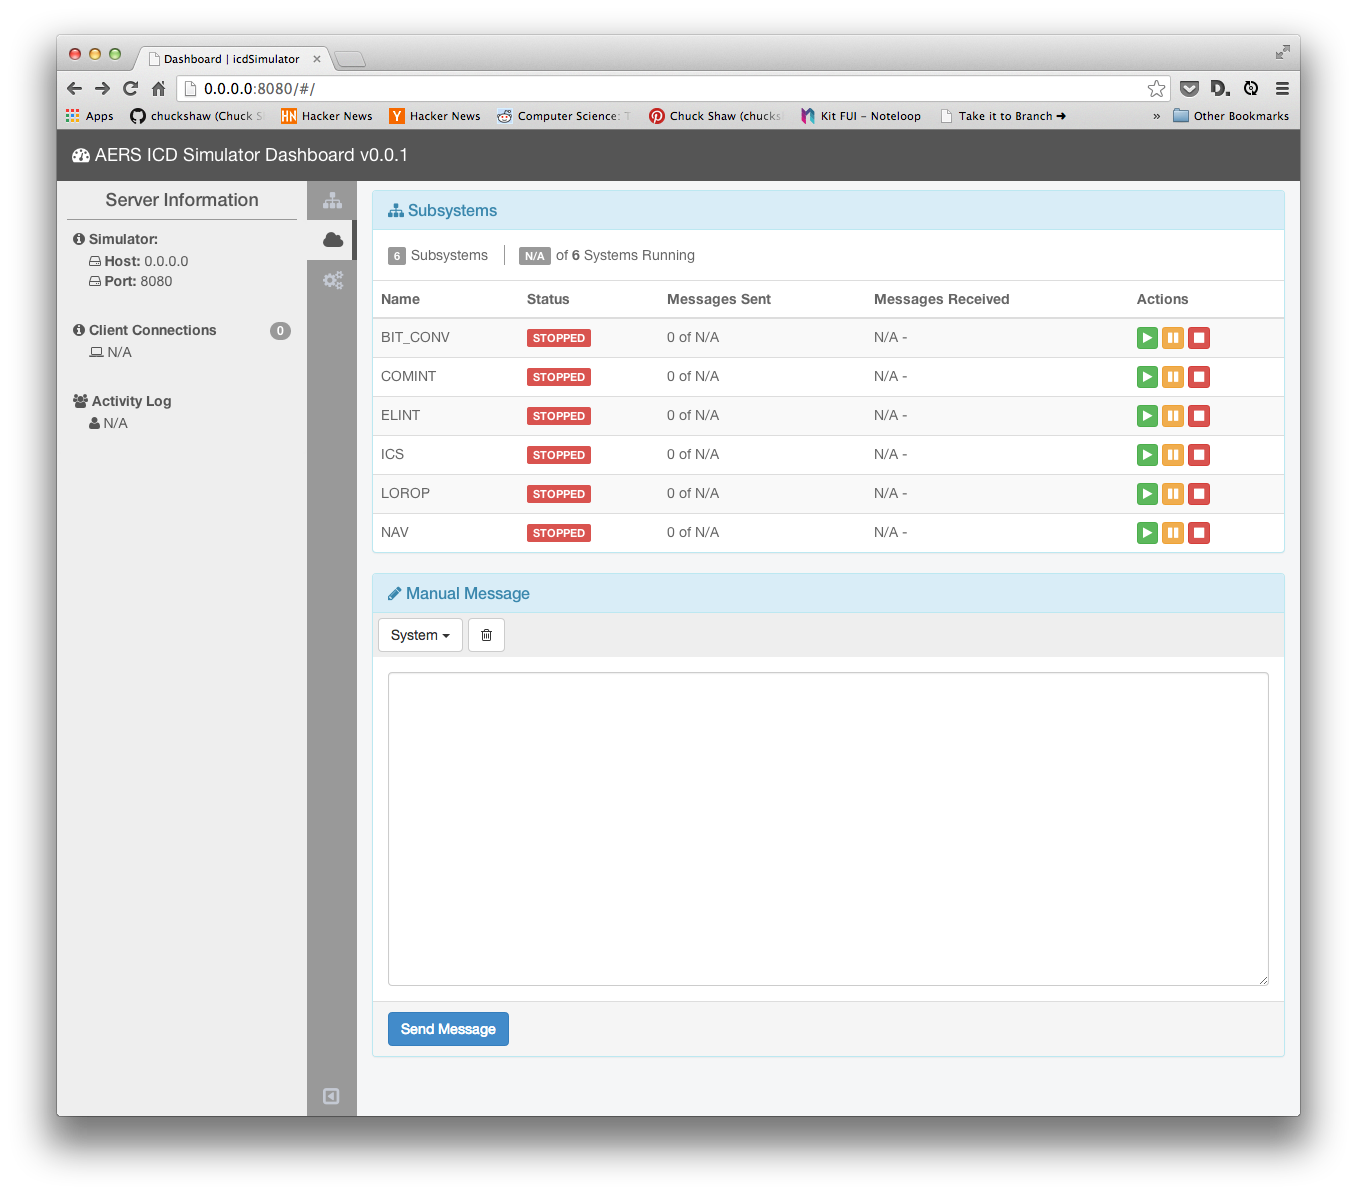 Dashboard | icdSimulator
0.0.0.0:8080/#/
Apps chuckshaw (Chuck S Hacker News Hacker News Computer Science: T Chuck Shaw (chucks Kit FUI – Noteloop Take it to Branch ➔ » Other Bookmarks
AERS ICD Simulator Dashboard v0.0.1
Server Information
Simulator:
Host: 0.0.0.0
Port: 8080
Client Connections 0
N/A
Activity Log
N/A
Subsystems
6 Subsystems N/A of 6 Systems Running
Name Status Messages Sent Messages Received Actions
BIT_CONV STOPPED 0 of N/A N/A -
COMINT STOPPED 0 of N/A N/A -
ELINT STOPPED 0 of N/A N/A -
ICS STOPPED 0 of N/A N/A -
LOROP STOPPED 0 of N/A N/A -
NAV STOPPED 0 of N/A N/A -
Manual Message
System
Send Message